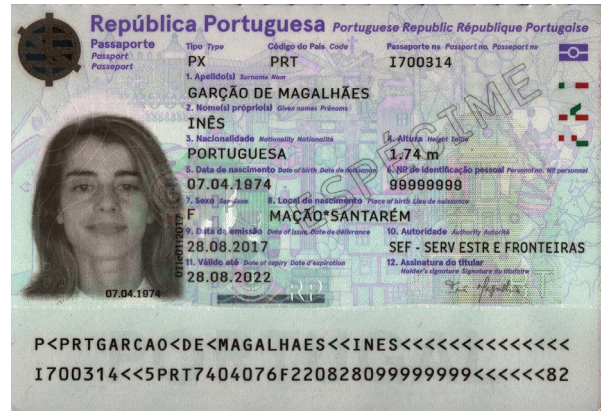 República Portuguesa Portuguese Republic République Portugaise
Passaporte Passport Passeport
Tipo Type Código do País Code Passaporte no Passport no. Passeport no
PX PRT I700314
1. Apelido(s) Surname Nom
GARÇÃO DE MAGALHÃES
2. Nome(s) próprio(s) Given names Prénoms
INÊS
3. Nacionalidade Nationality Nationalité 4. Altura Height Taille
PORTUGUESA 1.74 m
5. Data de nascimento Date of birth Date de naissance 6. Nº de identificação pessoal Personal no. Nº personnel
07.04.1974 99999999
7. Sexo Sex Sexe 8. Local de nascimento Place of birth Lieu de naissance
F MAÇÃO*SANTARÉM
9. Data de emissão Date of issue Date de délivrance 10. Autoridade Authority Autorité
28.08.2017 SEF - SERV ESTR E FRONTEIRAS
11. Válido até Date of expiry Date d'expiration 12. Assinatura do titular
Holder's signature Signature du titulaire
28.08.2022
ESPECIME
RP
07.04.1974
P<PRTGARCAO<DE<MAGALHAES<<INES<<<<<<<<<<<<<<
I700314<<5PRT7404076F220828099999999<<<<<<82